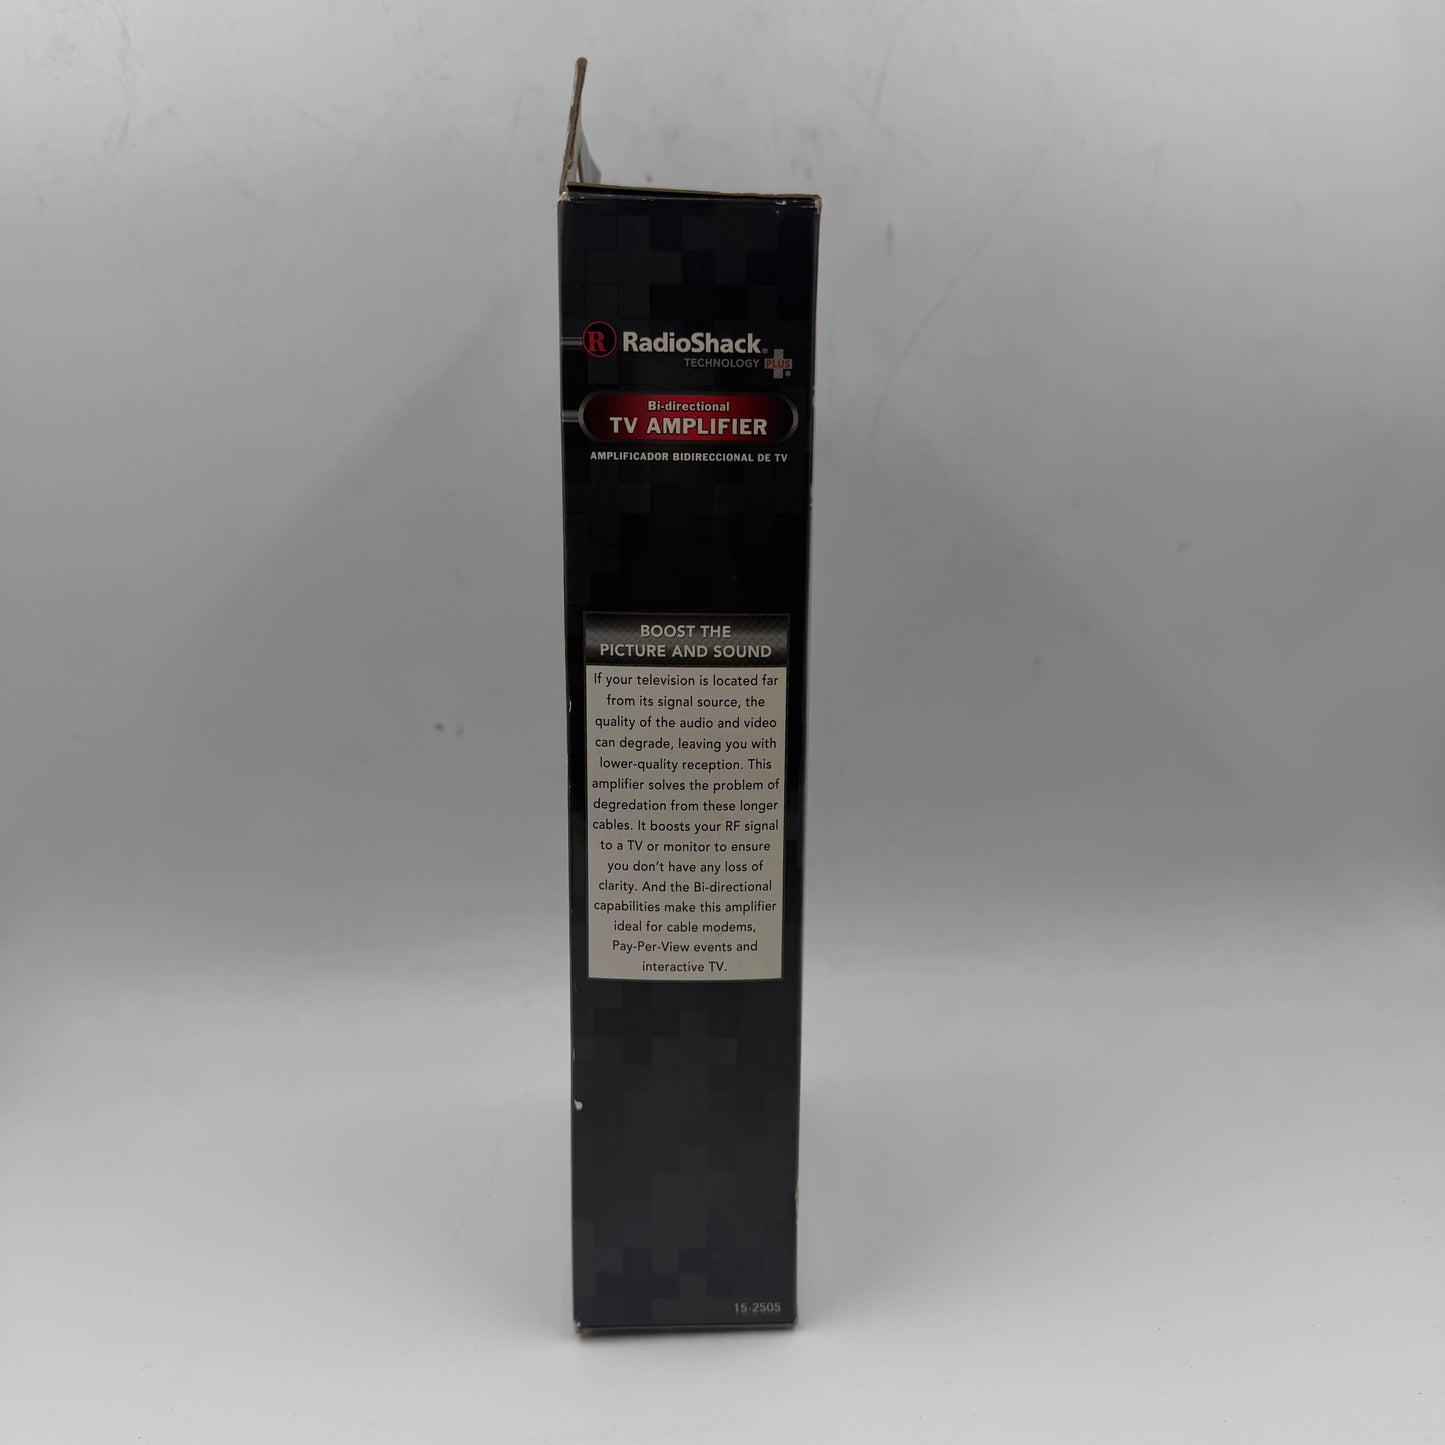 R RadioShack®
TECHNOLOGY PLUS®
Bi-directional
TV AMPLIFIER
AMPLIFICADOR BIDIRECCIONAL DE TV
BOOST THE
PICTURE AND SOUND
If your television is located far
from its signal source, the
quality of the audio and video
can degrade, leaving you with
lower-quality reception. This
amplifier solves the problem of
degredation from these longer
cables. It boosts your RF signal
to a TV or monitor to ensure
you don't have any loss of
clarity. And the Bi-directional
capabilities make this amplifier
ideal for cable modems,
Pay-Per-View events and
interactive TV.
15-2505